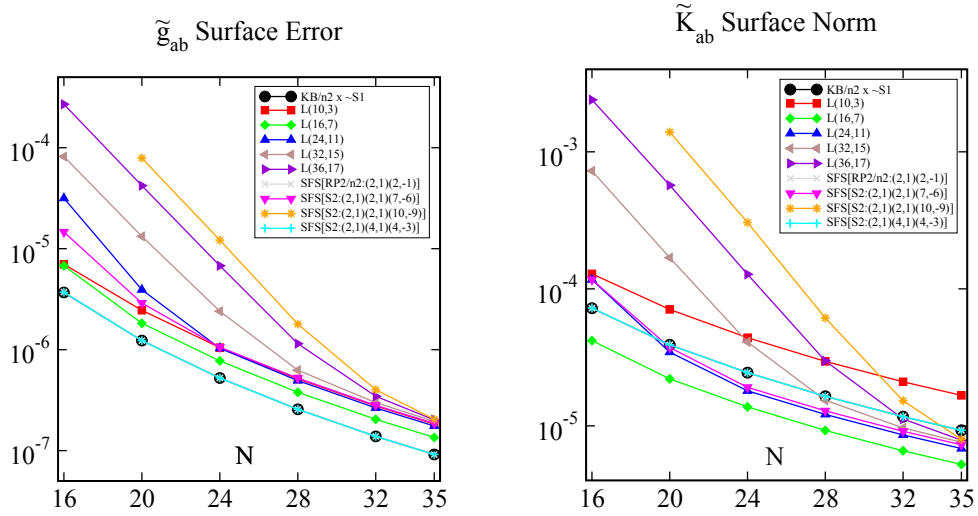 g̃ab Surface Error
10^-4
10^-5
10^-6
10^-7
KB/n2 x ~S1
L(10,3)
L(16,7)
L(24,11)
L(32,15)
L(36,17)
SFS[RP2/n2:(2,1)(2,-1)]
SFS[S2:(2,1)(2,1)(7,-6)]
SFS[S2:(2,1)(2,1)(10,-9)]
SFS[S2:(2,1)(4,1)(4,-3)]
N
16 20 24 28 32 35
K̃ab Surface Norm
10^-3
10^-4
10^-5
KB/n2 x ~S1
L(10,3)
L(16,7)
L(24,11)
L(32,15)
L(36,17)
SFS[RP2/n2:(2,1)(2,-1)]
SFS[S2:(2,1)(2,1)(7,-6)]
SFS[S2:(2,1)(2,1)(10,-9)]
SFS[S2:(2,1)(4,1)(4,-3)]
N
16 20 24 28 32 35